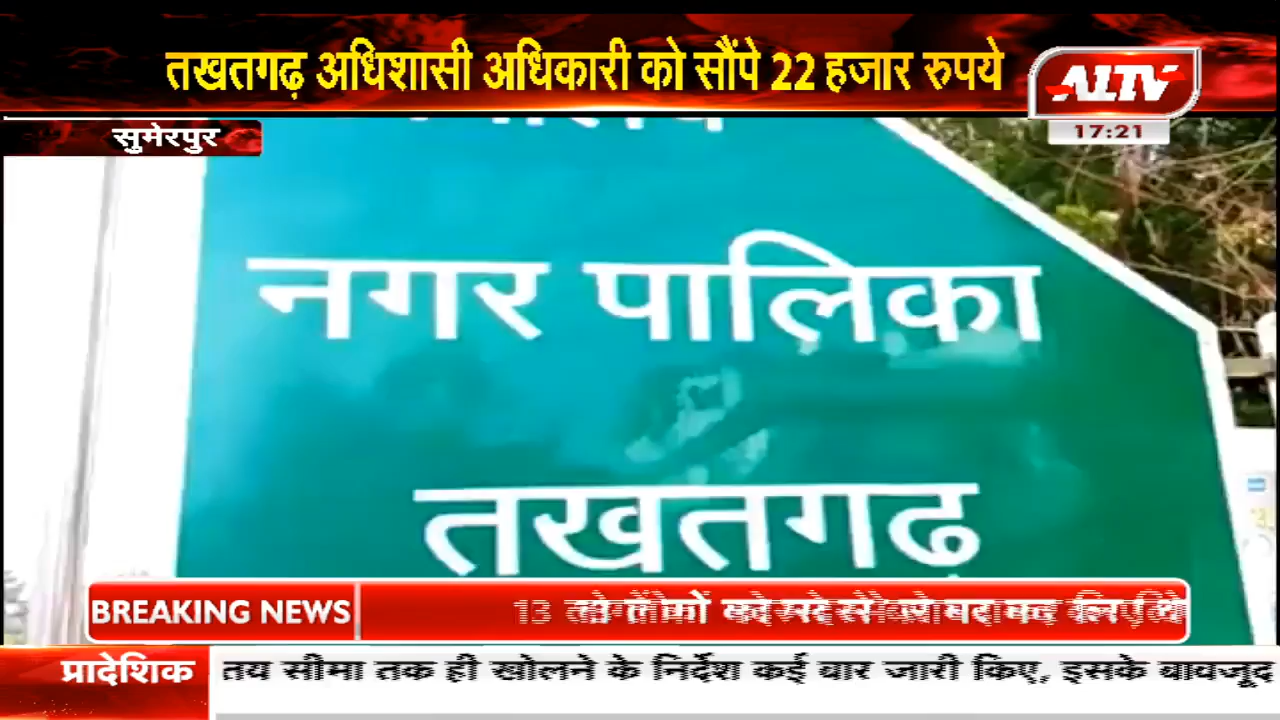 तखतगढ़ अधिशासी अधिकारी को सौंपे 22 हजार रुपये
ALTV
17:21
सुमेरपुर
नगर पालिका
तखतगढ़
BREAKING NEWS
13
प्रादेशिक
तय सीमा तक ही खोलने के निर्देश कई बार जारी किए, इसके बावजूद